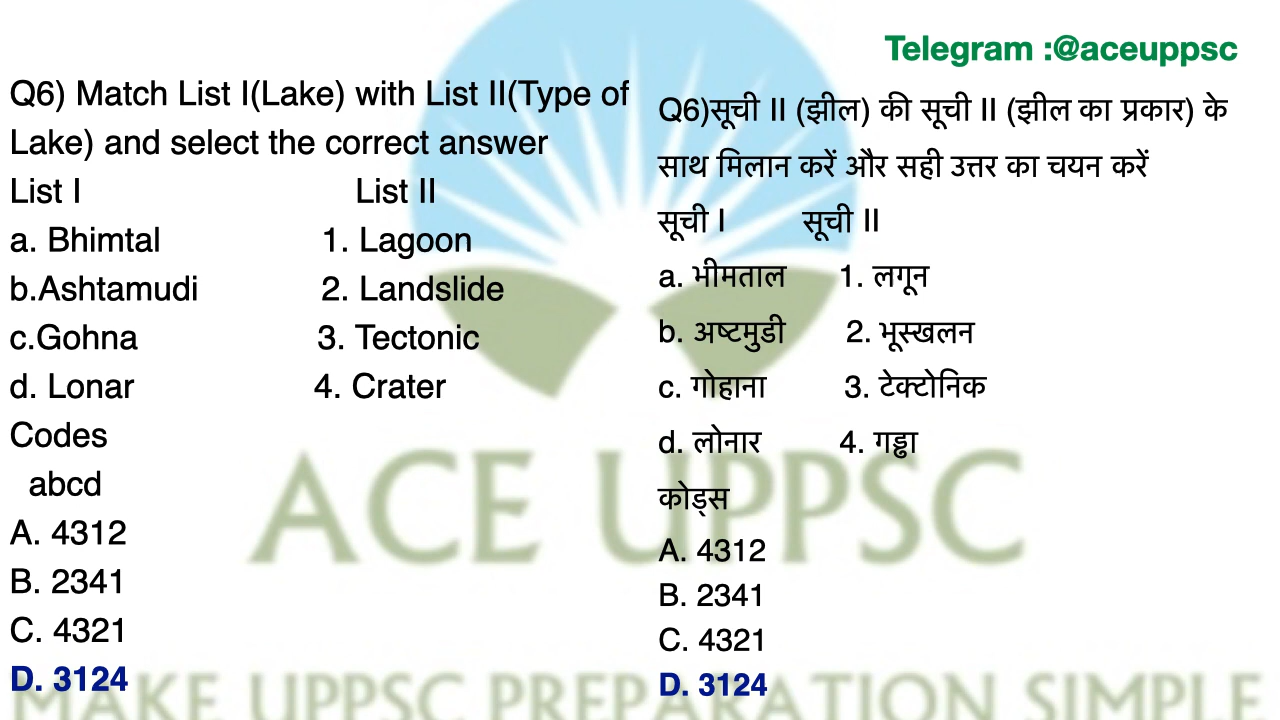 Telegram :@aceuppsc
Q6) Match List I(Lake) with List II(Type of
Lake) and select the correct answer
List I List II
a. Bhimtal 1. Lagoon
b.Ashtamudi 2. Landslide
c.Gohna 3. Tectonic
d. Lonar 4. Crater
Codes
abcd
A. 4312
B. 2341
C. 4321
D. 3124
Q6)सूची II (झील) की सूची II (झील का प्रकार) के
साथ मिलान करें और सही उत्तर का चयन करें
सूची I सूची II
a. भीमताल 1. लगून
b. अष्टमुडी 2. भूस्खलन
c. गोहाना 3. टेक्टोनिक
d. लोनार 4. गड्ढा
कोड्स
A. 4312
B. 2341
C. 4321
D. 3124
ACE UPPSC
MAKE UPPSC PREPARATION SIMPLE